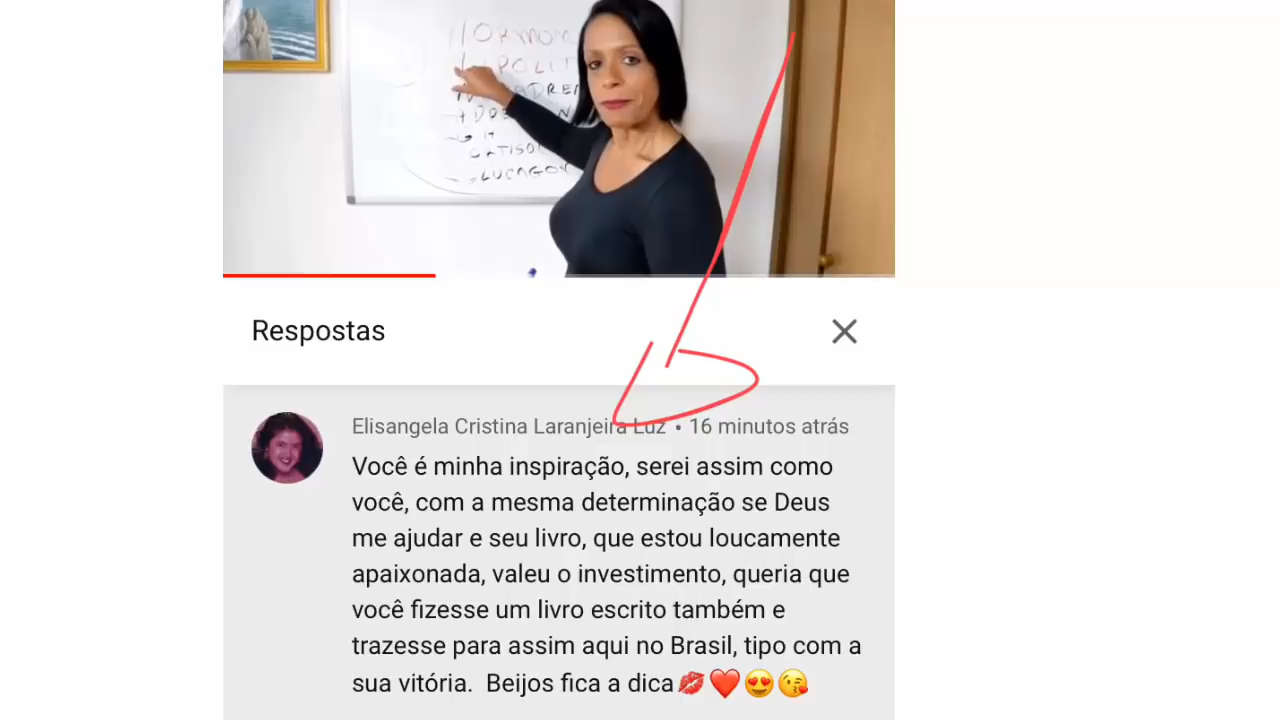 Respostas
Elisangela Cristina Laranjeira Luz • 16 minutos atrás
Você é minha inspiração, serei assim como
você, com a mesma determinação se Deus
me ajudar e seu livro, que estou loucamente
apaixonada, valeu o investimento, queria que
você fizesse um livro escrito também e
trazesse para assim aqui no Brasil, tipo com a
sua vitória. Beijos fica a dica💋❤️😍😘